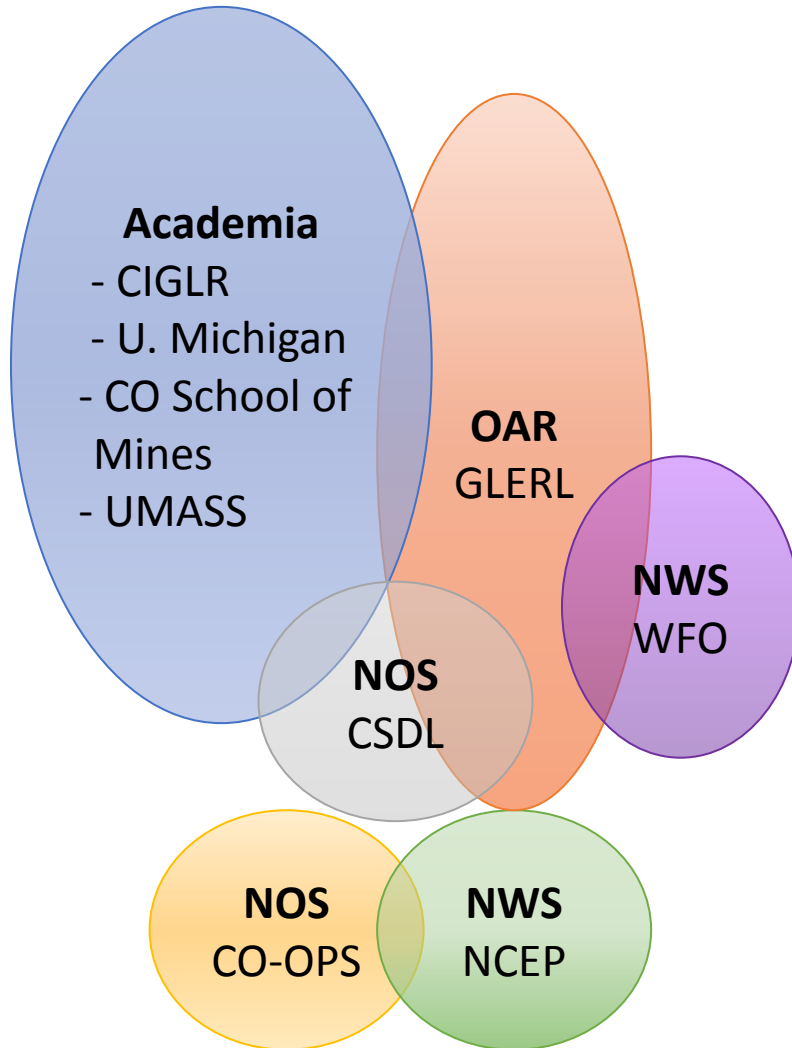 Academia
- CIGLR
- U. Michigan
- CO School of
Mines
- UMASS
OAR
GLERL
NWS
WFO
NOS
CSDL
NOS
CO-OPS
NWS
NCEP